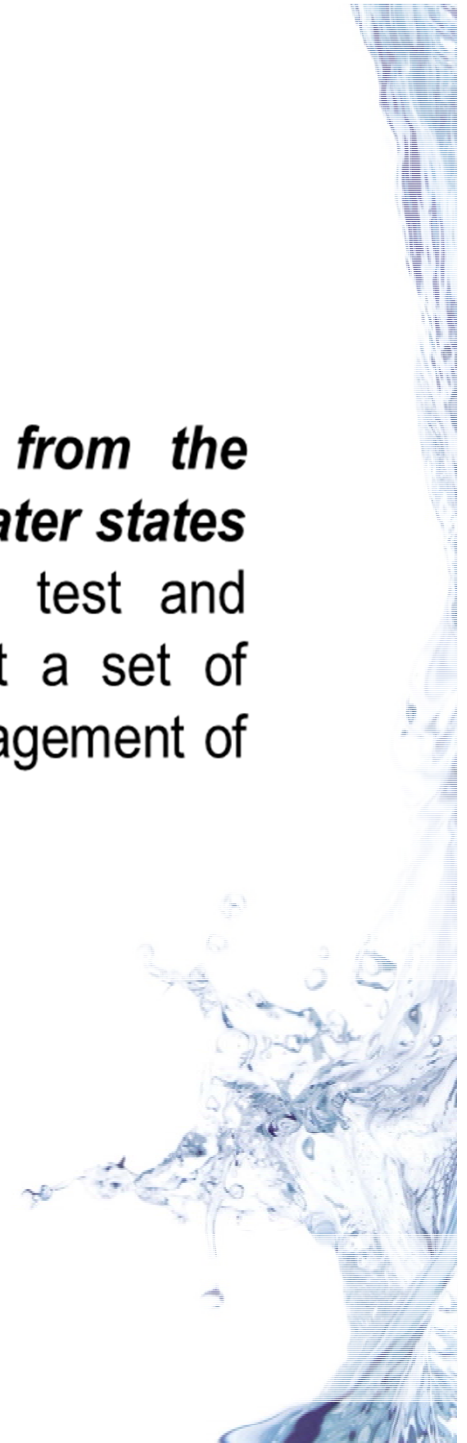 from the
ater states
test and
t a set of
agement of